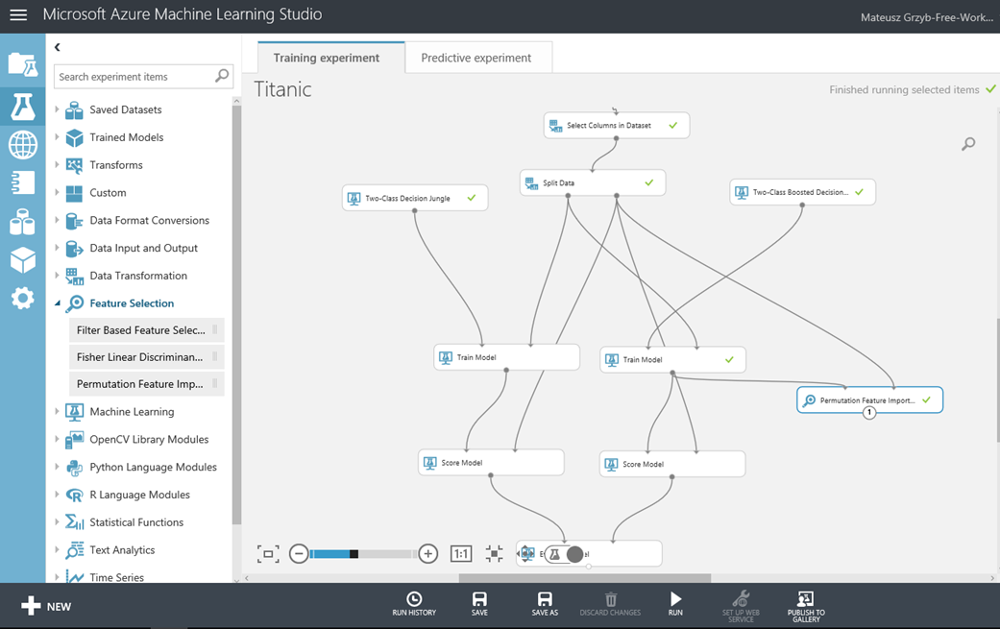 Microsoft Azure Machine Learning Studio
Mateusz Grzyb-Free-Work...
Search experiment items
Saved Datasets
Trained Models
Transforms
Custom
Data Format Conversions
Data Input and Output
Data Transformation
Feature Selection
Filter Based Feature Selec...
Fisher Linear Discriminan...
Permutation Feature Imp...
Machine Learning
OpenCV Library Modules
Python Language Modules
R Language Modules
Statistical Functions
Text Analytics
Time Series
Training experiment
Predictive experiment
Titanic
Finished running selected items
Select Columns in Dataset
Split Data
Two-Class Decision Jungle
Two-Class Boosted Decision...
Train Model
Train Model
Permutation Feature Import...
1
Score Model
Score Model
1:1
NEW
RUN HISTORY
SAVE
SAVE AS
DISCARD CHANGES
RUN
SET UP WEB
SERVICE
PUBLISH TO
GALLERY